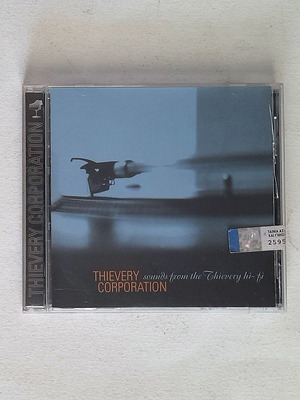 THIEVERY CORPORATION
THIEVERY sounds from the Thievery hi-fi
CORPORATION
2595